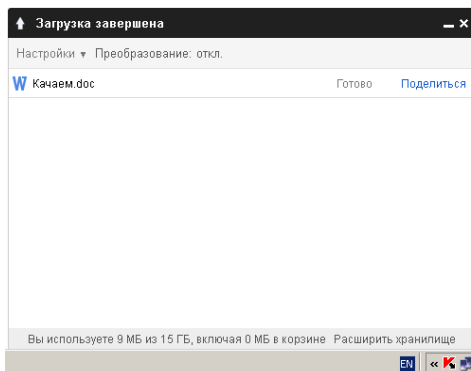 Загрузка завершена
Настройки Преобразование: откл.
W Качаем.doc Готово Поделиться
Вы используете 9 МБ из 15 ГБ, включая 0 МБ в корзине Расширить хранилище
EN « K